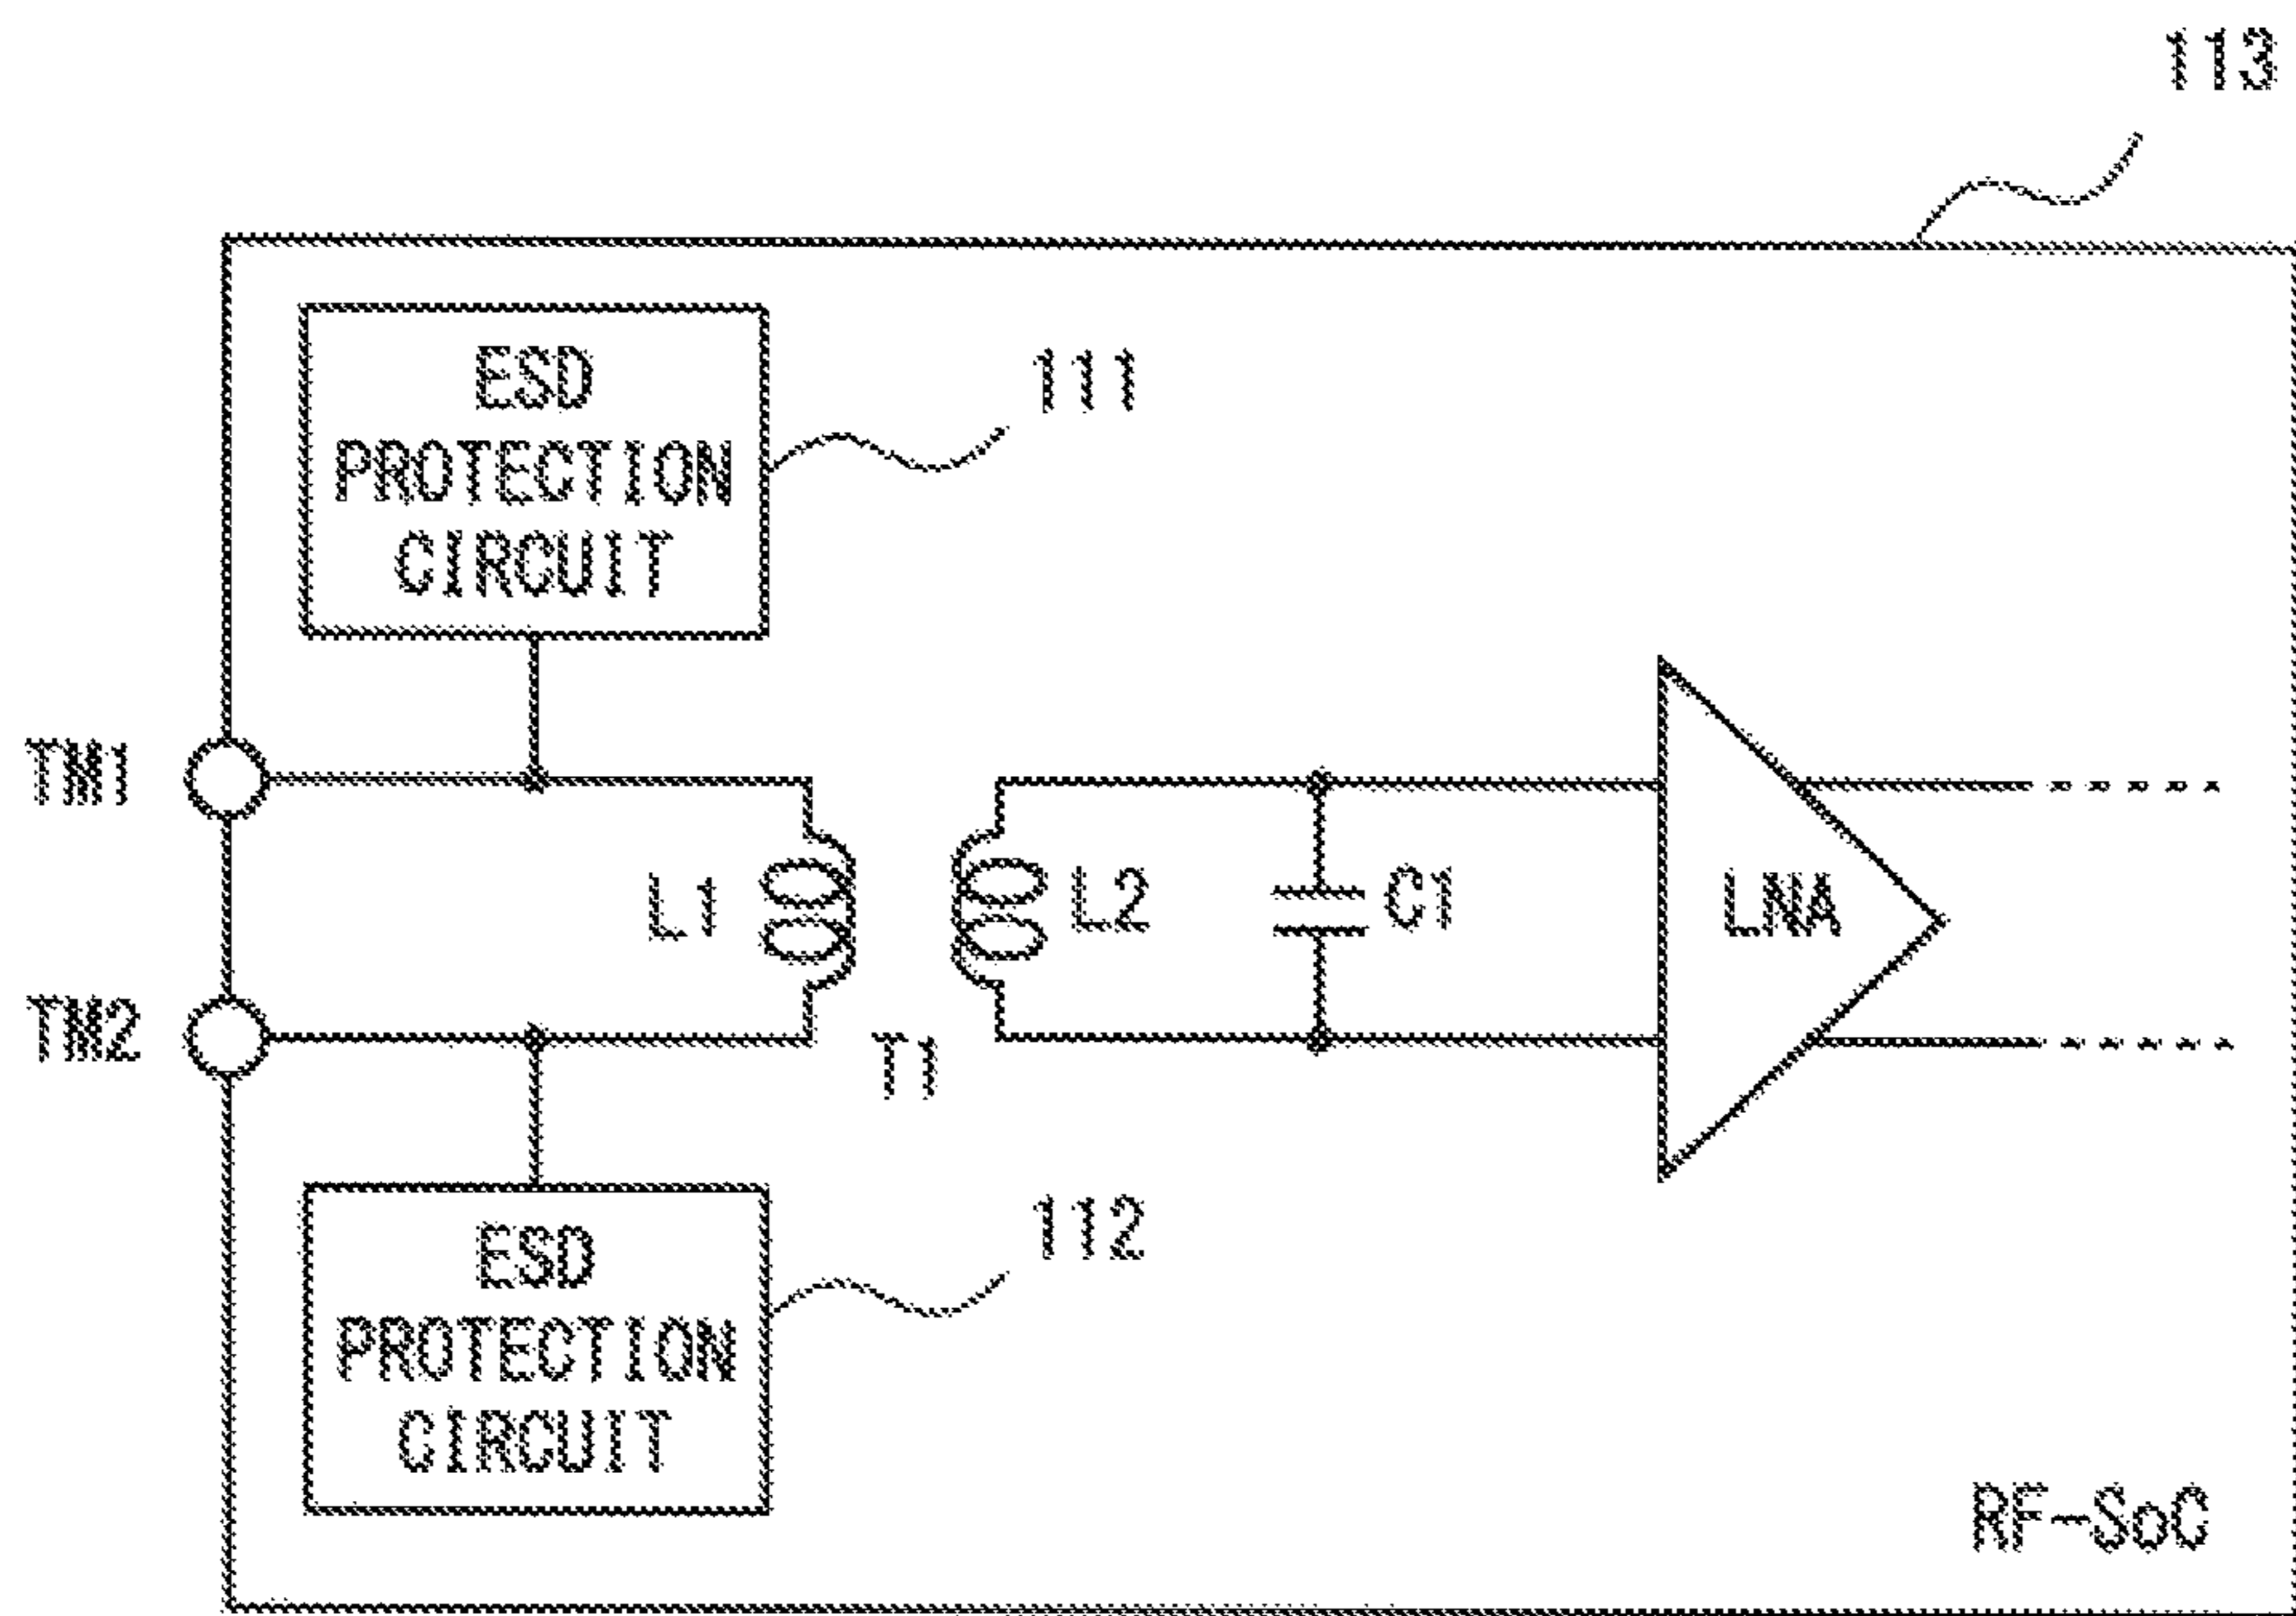 113
ESD
PROTECTION
CIRCUIT
111
TM1
L1
L2
C1
LNA
TM2
T1
112
ESD
PROTECTION
CIRCUIT
RF-SoC